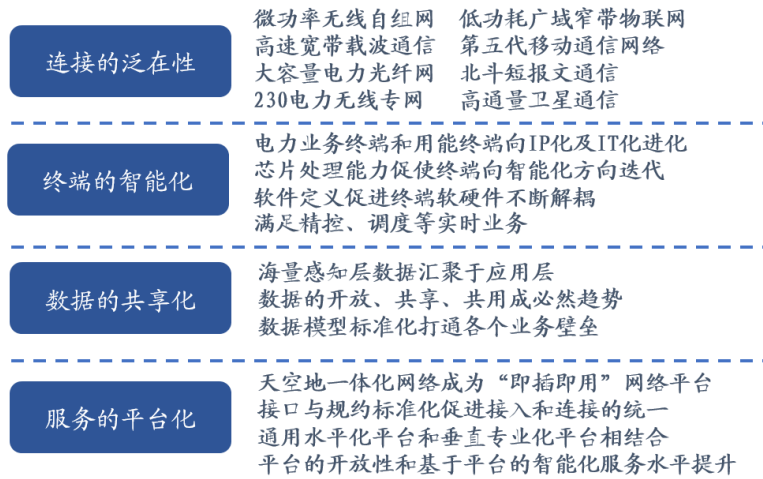 连接的泛在性
微功率无线自组网 低功耗广域窄带物联网
高速宽带载波通信 第五代移动通信网络
大容量电力光纤网 北斗短报文通信
230电力无线专网 高通量卫星通信
终端的智能化
电力业务终端和用能终端向IP化及IT化进化
芯片处理能力促使终端向智能化方向迭代
软件定义促进终端软硬件不断解耦
满足精控、调度等实时业务
数据的共享化
海量感知层数据汇聚于应用层
数据的开放、共享、共用成必然趋势
数据模型标准化打通各个业务壁垒
服务的平台化
天空地一体化网络成为“即插即用”网络平台
接口与规约标准化促进接入和连接的统一
通用水平化平台和垂直专业化平台相结合
平台的开放性和基于平台的智能化服务水平提升